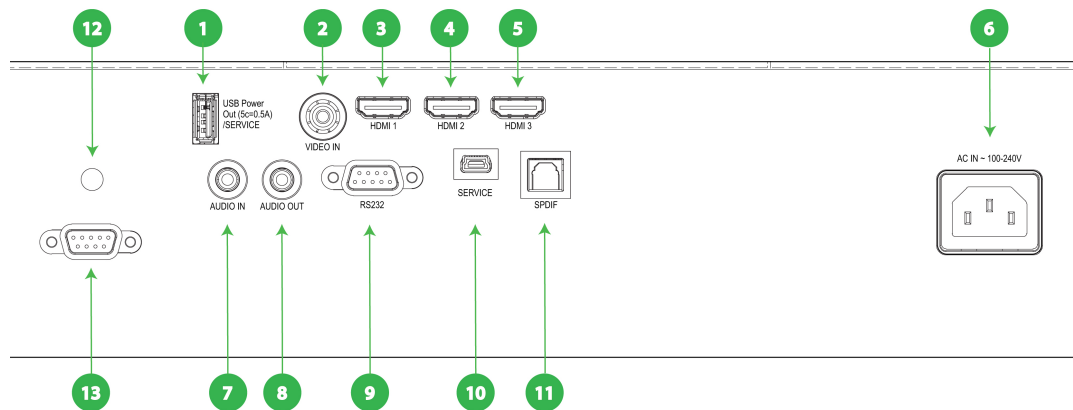 12
1
2
3
4
5
6
USB Power
Out (5c=0.5A)
/SERVICE
VIDEO IN
HDMI 1
HDMI 2
HDMI 3
AC IN ~ 100-240V
AUDIO IN
AUDIO OUT
RS232
SERVICE
SPDIF
13
7
8
9
10
11